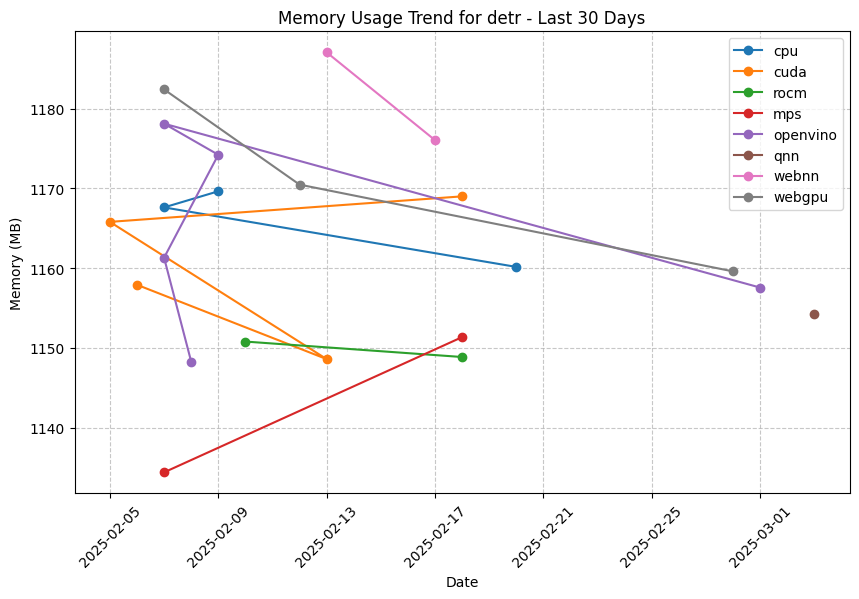 Memory Usage Trend for detr - Last 30 Days
cpu
cuda
rocm
mps
openvino
qnn
webnn
webgpu
Memory (MB)
1180
1170
1160
1150
1140
2025-02-05
2025-02-09
2025-02-13
2025-02-17
2025-02-21
2025-02-25
2025-03-01
Date